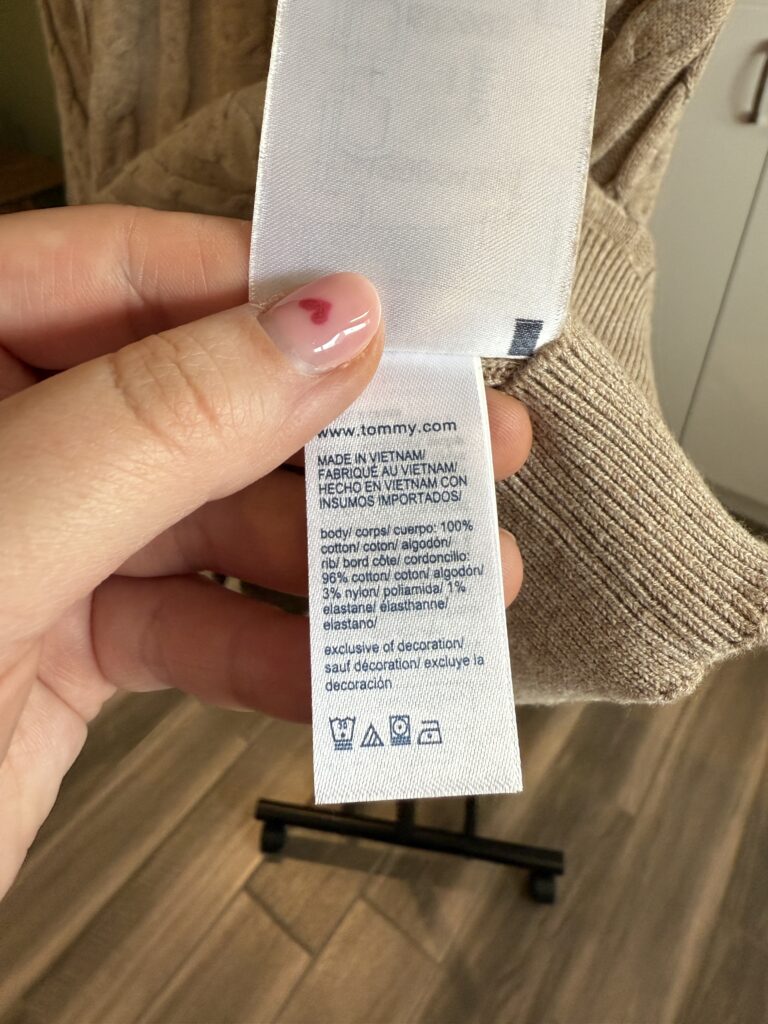 www.tommy.com
MADE IN VIETNAM/
FABRIQUÉ AU VIETNAM/
HECHO EN VIETNAM CON
INSUMOS IMPORTADOS/
body/ corps/ cuerpo: 100%
cotton/ coton/ algodón/
rib/ bord côte/ cordoncillo:
96% cotton/ coton/ algodón/
3% nylon/ poliamida/ 1%
elastane/ élasthanne/
elastano/
exclusive of decoration/
sauf décoration/ excluye la
decoración
30